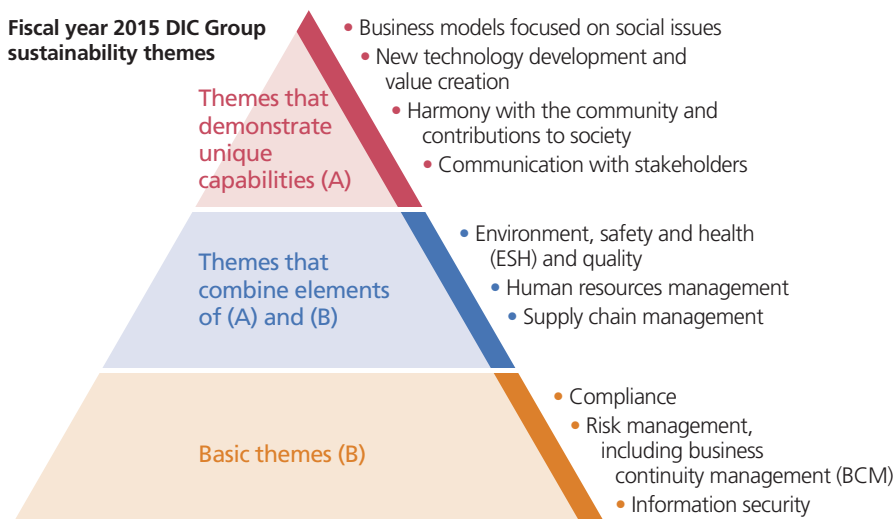 Fiscal year 2015 DIC Group
sustainability themes
Themes that
demonstrate
unique
capabilities (A)
• Business models focused on social issues
• New technology development and
value creation
• Harmony with the community and
contributions to society
• Communication with stakeholders
Themes that
combine elements
of (A) and (B)
• Environment, safety and health
(ESH) and quality
• Human resources management
• Supply chain management
Basic themes (B)
• Compliance
• Risk management,
including business
continuity management (BCM)
• Information security